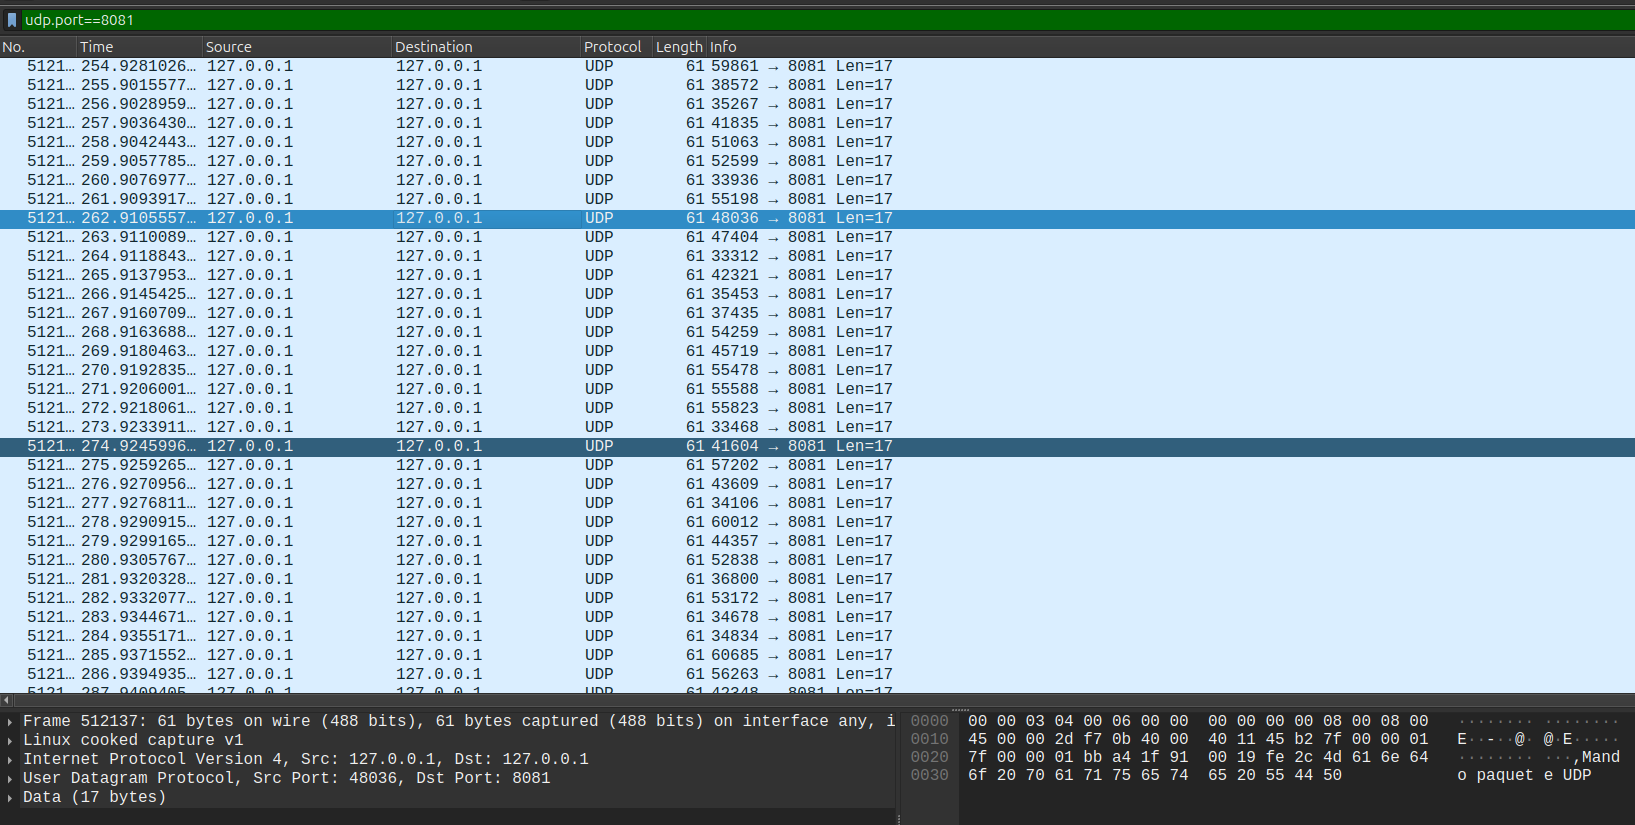 udp.port==8081
No. Time Source Destination Protocol Length Info
5121… 254.9281026… 127.0.0.1 127.0.0.1 UDP 61 59861 → 8081 Len=17
5121… 255.9015577… 127.0.0.1 127.0.0.1 UDP 61 38572 → 8081 Len=17
5121… 256.9028959… 127.0.0.1 127.0.0.1 UDP 61 35267 → 8081 Len=17
5121… 257.9036430… 127.0.0.1 127.0.0.1 UDP 61 41835 → 8081 Len=17
5121… 258.9042443… 127.0.0.1 127.0.0.1 UDP 61 51063 → 8081 Len=17
5121… 259.9057785… 127.0.0.1 127.0.0.1 UDP 61 52599 → 8081 Len=17
5121… 260.9076977… 127.0.0.1 127.0.0.1 UDP 61 33936 → 8081 Len=17
5121… 261.9093917… 127.0.0.1 127.0.0.1 UDP 61 55198 → 8081 Len=17
5121… 262.9105557… 127.0.0.1 127.0.0.1 UDP 61 48036 → 8081 Len=17
5121… 263.9110089… 127.0.0.1 127.0.0.1 UDP 61 47404 → 8081 Len=17
5121… 264.9118843… 127.0.0.1 127.0.0.1 UDP 61 33312 → 8081 Len=17
5121… 265.9137953… 127.0.0.1 127.0.0.1 UDP 61 42321 → 8081 Len=17
5121… 266.9145425… 127.0.0.1 127.0.0.1 UDP 61 35453 → 8081 Len=17
5121… 267.9160709… 127.0.0.1 127.0.0.1 UDP 61 37435 → 8081 Len=17
5121… 268.9163688… 127.0.0.1 127.0.0.1 UDP 61 54259 → 8081 Len=17
5121… 269.9180463… 127.0.0.1 127.0.0.1 UDP 61 45719 → 8081 Len=17
5121… 270.9192835… 127.0.0.1 127.0.0.1 UDP 61 55478 → 8081 Len=17
5121… 271.9206001… 127.0.0.1 127.0.0.1 UDP 61 55588 → 8081 Len=17
5121… 272.9218061… 127.0.0.1 127.0.0.1 UDP 61 55823 → 8081 Len=17
5121… 273.9233911… 127.0.0.1 127.0.0.1 UDP 61 33468 → 8081 Len=17
5121… 274.9245996… 127.0.0.1 127.0.0.1 UDP 61 41604 → 8081 Len=17
5121… 275.9259265… 127.0.0.1 127.0.0.1 UDP 61 57202 → 8081 Len=17
5121… 276.9270956… 127.0.0.1 127.0.0.1 UDP 61 43609 → 8081 Len=17
5121… 277.9276811… 127.0.0.1 127.0.0.1 UDP 61 34106 → 8081 Len=17
5121… 278.9290915… 127.0.0.1 127.0.0.1 UDP 61 60012 → 8081 Len=17
5121… 279.9299165… 127.0.0.1 127.0.0.1 UDP 61 44357 → 8081 Len=17
5121… 280.9305767… 127.0.0.1 127.0.0.1 UDP 61 52838 → 8081 Len=17
5121… 281.9320328… 127.0.0.1 127.0.0.1 UDP 61 36800 → 8081 Len=17
5121… 282.9332077… 127.0.0.1 127.0.0.1 UDP 61 53172 → 8081 Len=17
5121… 283.9344671… 127.0.0.1 127.0.0.1 UDP 61 34678 → 8081 Len=17
5121… 284.9355171… 127.0.0.1 127.0.0.1 UDP 61 34834 → 8081 Len=17
5121… 285.9371552… 127.0.0.1 127.0.0.1 UDP 61 60685 → 8081 Len=17
5121… 286.9394935… 127.0.0.1 127.0.0.1 UDP 61 56263 → 8081 Len=17
5121… 287.9409405… 127.0.0.1 127.0.0.1 UDP 61 42348 → 8081 Len=17
Frame 512137: 61 bytes on wire (488 bits), 61 bytes captured (488 bits) on interface any, i
Linux cooked capture v1
Internet Protocol Version 4, Src: 127.0.0.1, Dst: 127.0.0.1
User Datagram Protocol, Src Port: 48036, Dst Port: 8081
Data (17 bytes)
0000 00 00 03 04 00 06 00 00 00 00 00 00 08 00 08 00 ········ ········
0010 45 00 00 2d f7 0b 40 00 40 11 45 b2 7f 00 00 01 E··-··@· @·E·····
0020 7f 00 00 01 bb a4 1f 91 00 19 fe 2c 4d 61 6e 64 ········ ···,Mand
0030 6f 20 70 61 71 75 65 74 65 20 55 44 50 o paquet e UDP